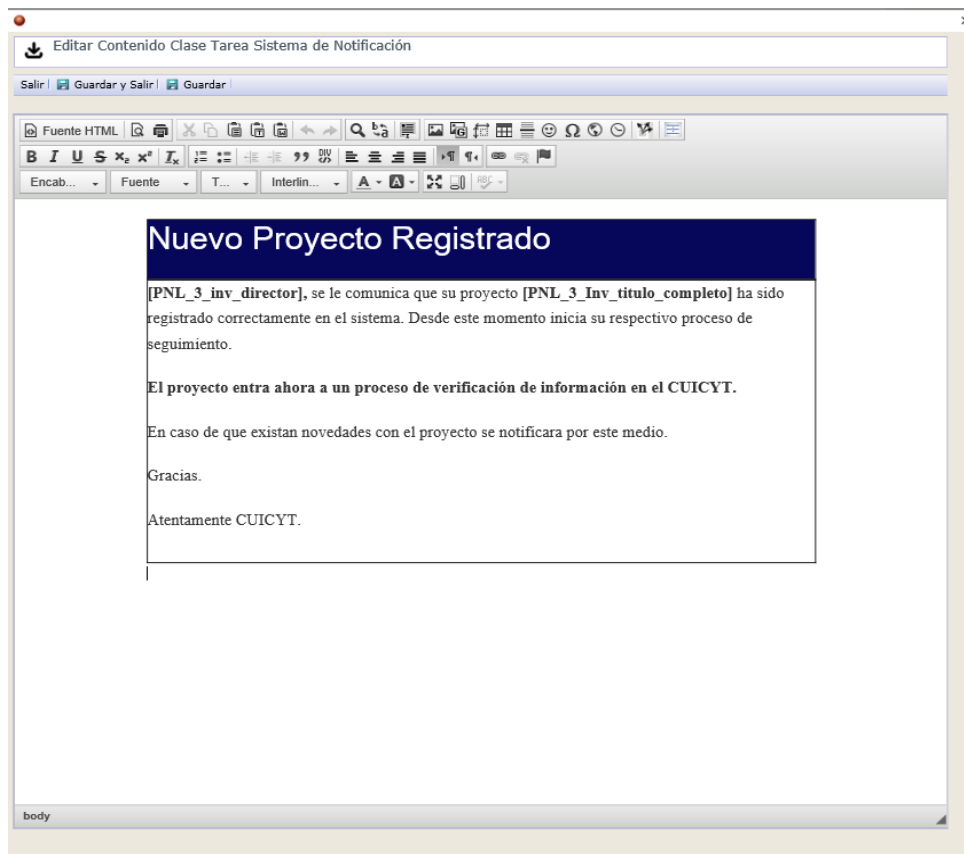 Editar Contenido Clase Tarea Sistema de Notificación
Salir Guardar y Salir Guardar
Fuente HTML
B I U S x₂ x² Tx
Encab... Fuente T... Interlin... A A
Nuevo Proyecto Registrado
[PNL_3_inv_director], se le comunica que su proyecto [PNL_3_Inv_titulo_completo] ha sido
registrado correctamente en el sistema. Desde este momento inicia su respectivo proceso de
seguimiento.
El proyecto entra ahora a un proceso de verificación de información en el CUICYT.
En caso de que existan novedades con el proyecto se notificara por este medio.
Gracias.
Atentamente CUICYT.
body